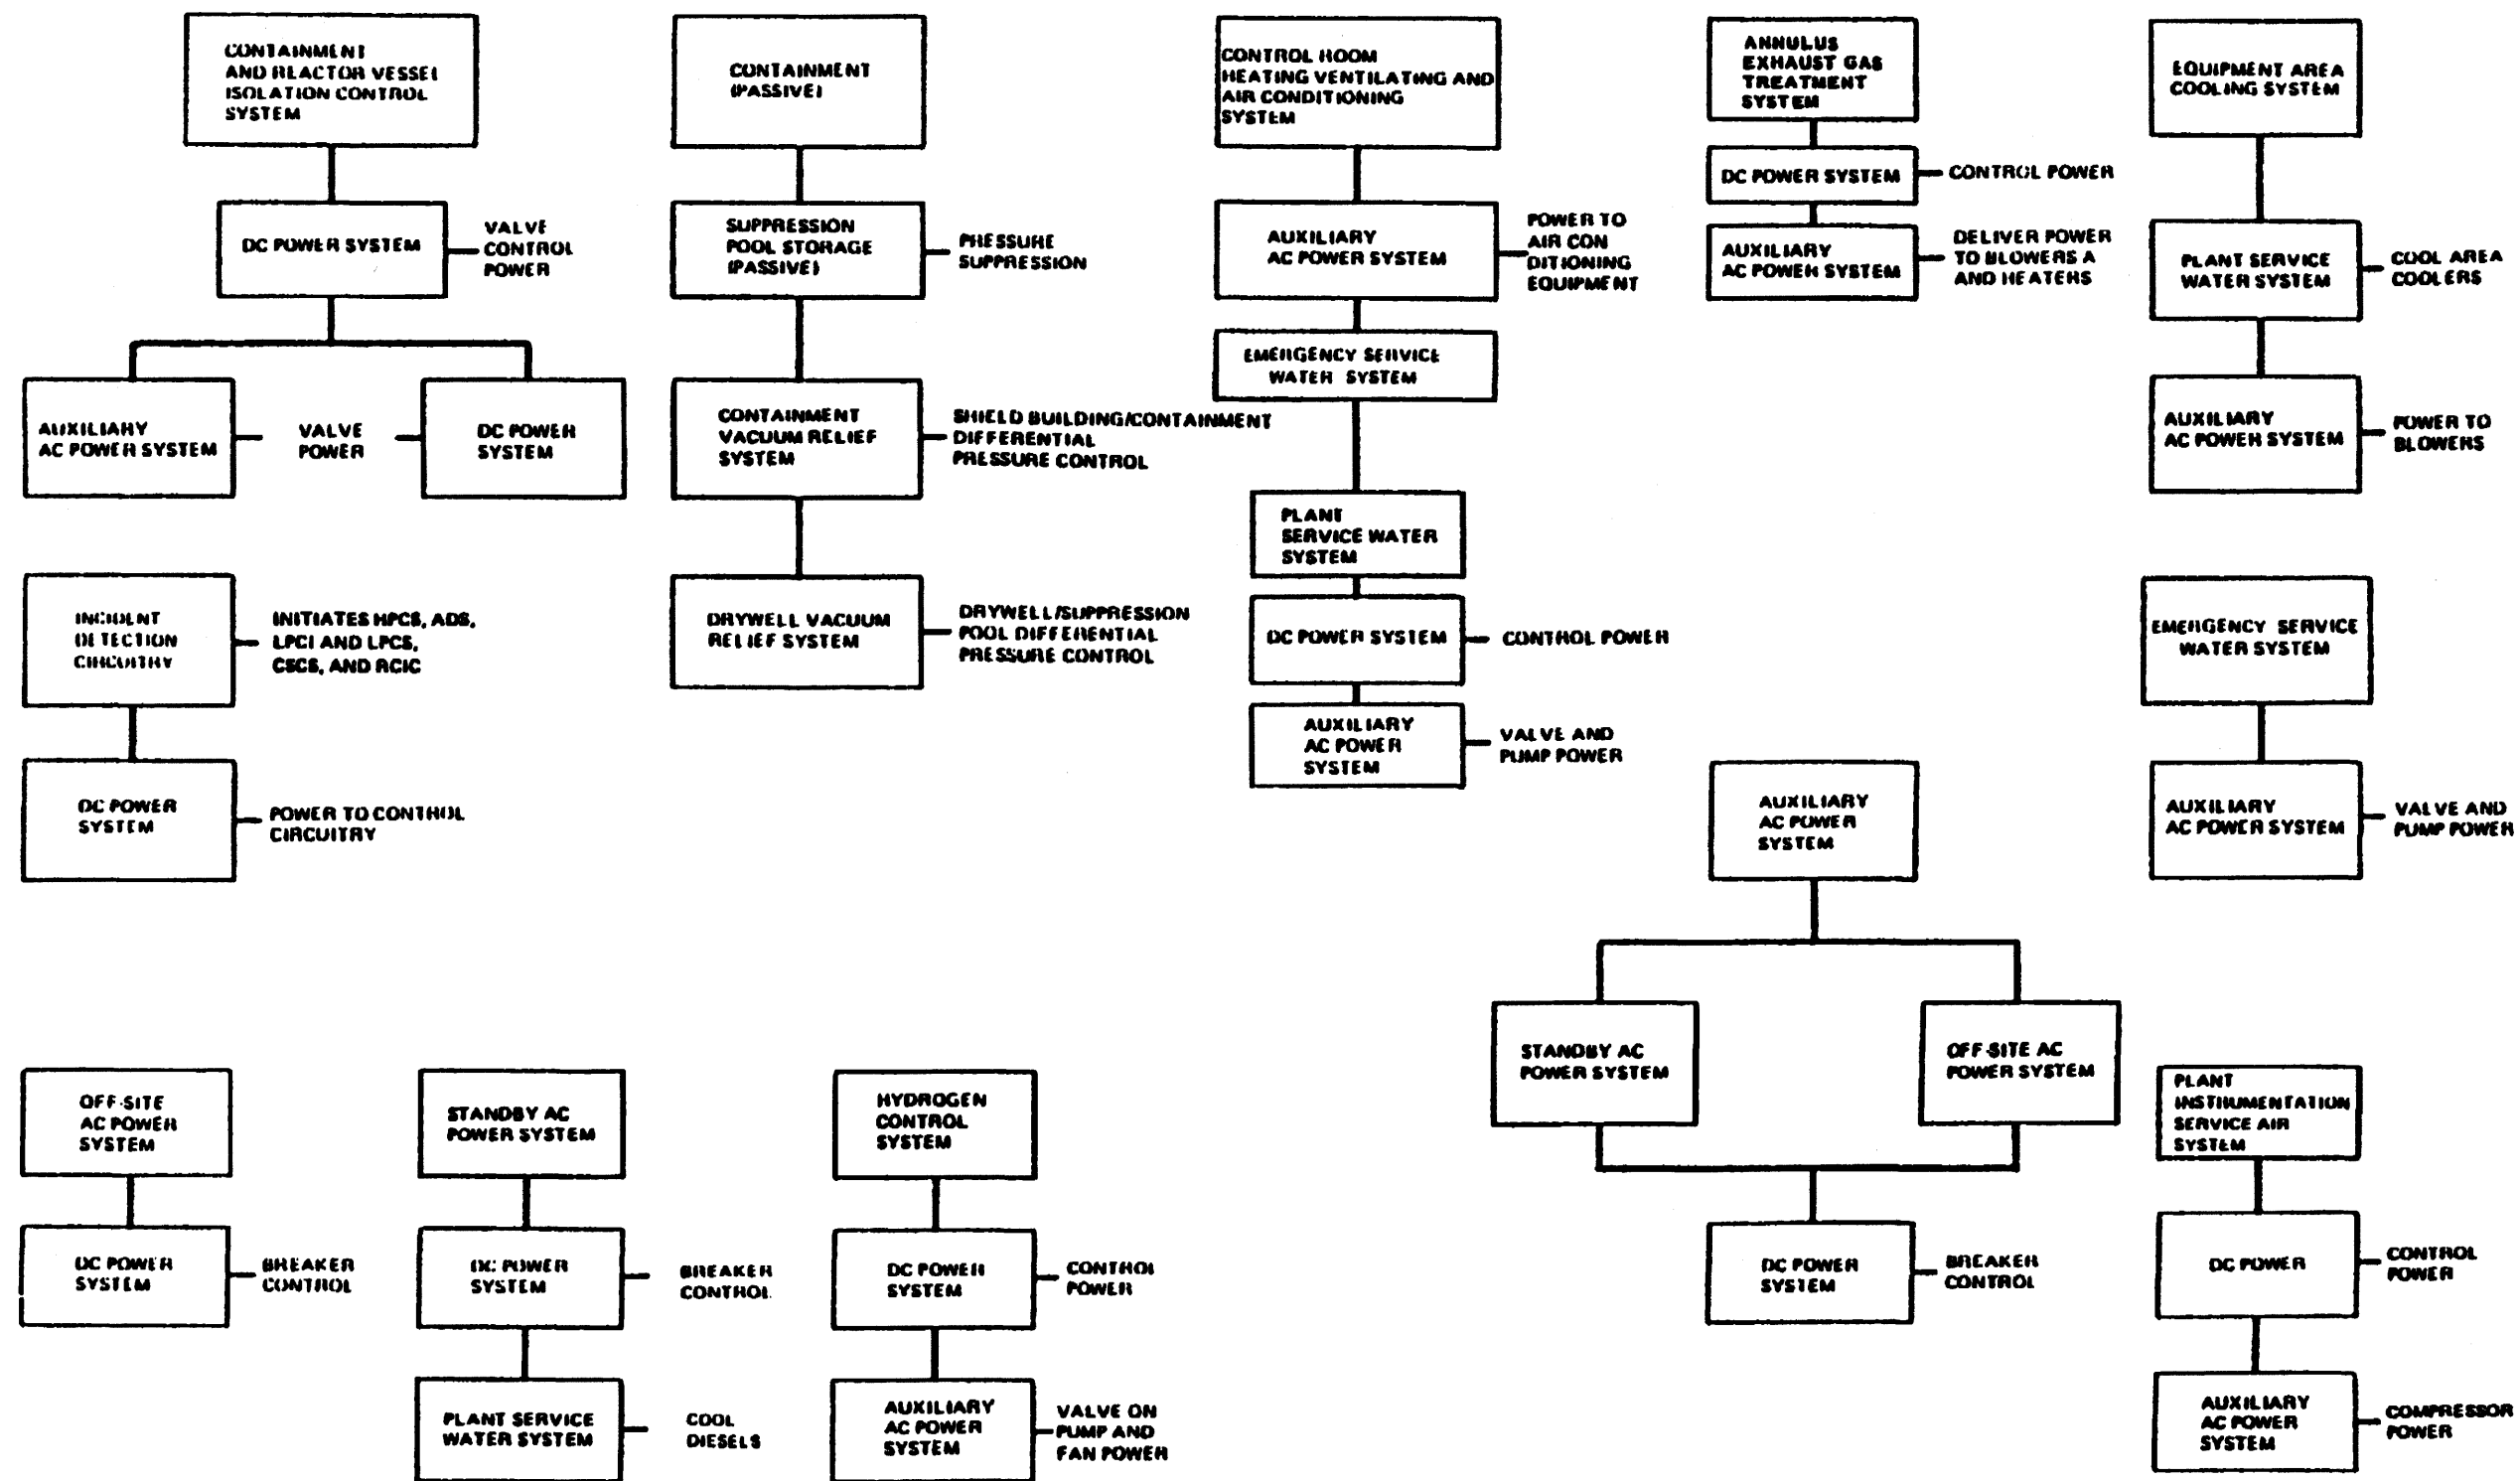 CONTAINMENT
AND REACTOR VESSEL
ISOLATION CONTROL
SYSTEM
DC POWER SYSTEM
VALVE
CONTROL
POWER
AUXILIARY
AC POWER SYSTEM
VALVE
POWER
DC POWER
SYSTEM
CONTAINMENT
(PASSIVE)
SUPPRESSION
POOL STORAGE
(PASSIVE)
PRESSURE
SUPPRESSION
CONTAINMENT
VACUUM RELIEF
SYSTEM
SHIELD BUILDING/CONTAINMENT
DIFFERENTIAL
PRESSURE CONTROL
DRYWELL VACUUM
RELIEF SYSTEM
DRYWELL/SUPPRESSION
POOL DIFFERENTIAL
PRESSURE CONTROL
CONTROL ROOM
HEATING VENTILATING AND
AIR CONDITIONING
SYSTEM
AUXILIARY
AC POWER SYSTEM
POWER TO
AIR CON
DITIONING
EQUIPMENT
EMERGENCY SERVICE
WATER SYSTEM
PLANT
SERVICE WATER
SYSTEM
DC POWER SYSTEM
CONTROL POWER
AUXILIARY
AC POWER
SYSTEM
VALVE AND
PUMP POWER
ANNULUS
EXHAUST GAS
TREATMENT
SYSTEM
DC POWER SYSTEM
CONTROL POWER
AUXILIARY
AC POWER SYSTEM
DELIVER POWER
TO BLOWERS A
AND HEATERS
EQUIPMENT AREA
COOLING SYSTEM
PLANT SERVICE
WATER SYSTEM
COOL AREA
COOLERS
AUXILIARY
AC POWER SYSTEM
POWER TO
BLOWERS
INCIDENT
DETECTION
CIRCUITRY
INITIATES HPCS, ADS,
LPCI AND LPCS,
CSCS, AND RCIC
DC POWER
SYSTEM
POWER TO CONTROL
CIRCUITRY
EMERGENCY SERVICE
WATER SYSTEM
AUXILIARY
AC POWER SYSTEM
VALVE AND
PUMP POWER
AUXILIARY
AC POWER
SYSTEM
STANDBY AC
POWER SYSTEM
OFF-SITE AC
POWER SYSTEM
DC POWER
SYSTEM
BREAKER
CONTROL
OFF-SITE
AC POWER
SYSTEM
DC POWER
SYSTEM
BREAKER
CONTROL
STANDBY AC
POWER SYSTEM
DC POWER
SYSTEM
BREAKER
CONTROL
PLANT SERVICE
WATER SYSTEM
COOL
DIESELS
HYDROGEN
CONTROL
SYSTEM
DC POWER
SYSTEM
CONTROL
POWER
AUXILIARY
AC POWER
SYSTEM
VALVE ON
PUMP AND
FAN POWER
PLANT
INSTRUMENTATION
SERVICE AIR
SYSTEM
DC POWER
CONTROL
POWER
AUXILIARY
AC POWER
SYSTEM
COMPRESSOR
POWER